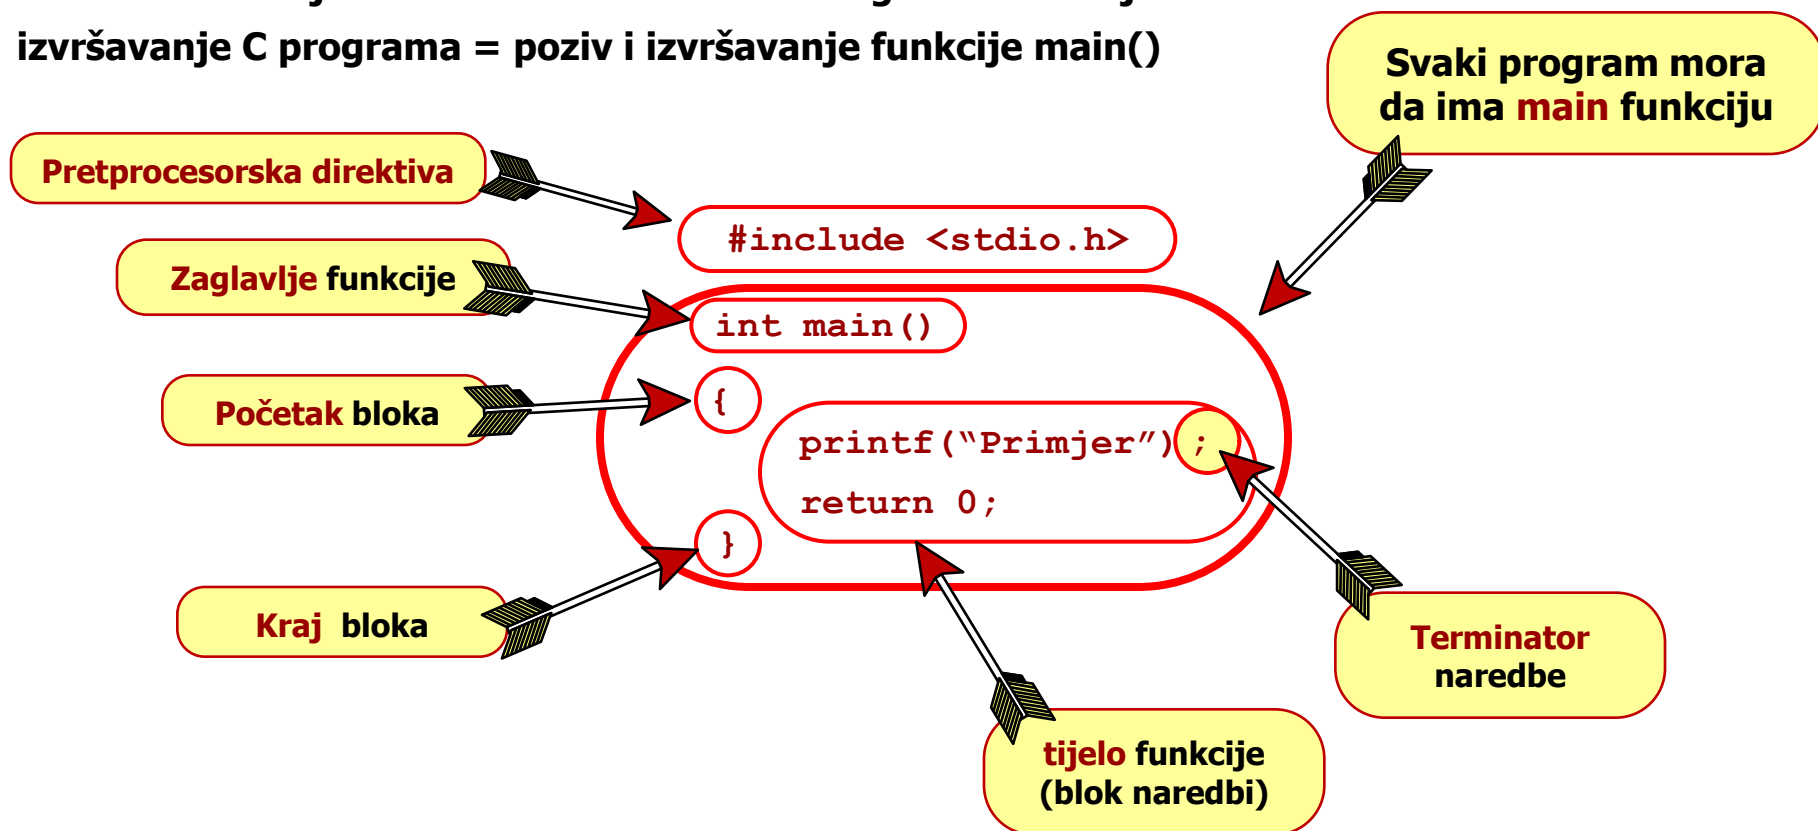 izvršavanje C programa = poziv i izvršavanje funkcije main()
Svaki program mora
da ima main funkciju
Pretprocesorska direktiva
#include <stdio.h>
Zaglavlje funkcije
int main()
Početak bloka
{
printf(“Primjer”);
return 0;
}
Kraj bloka
Terminator
naredbe
tijelo funkcije
(blok naredbi)